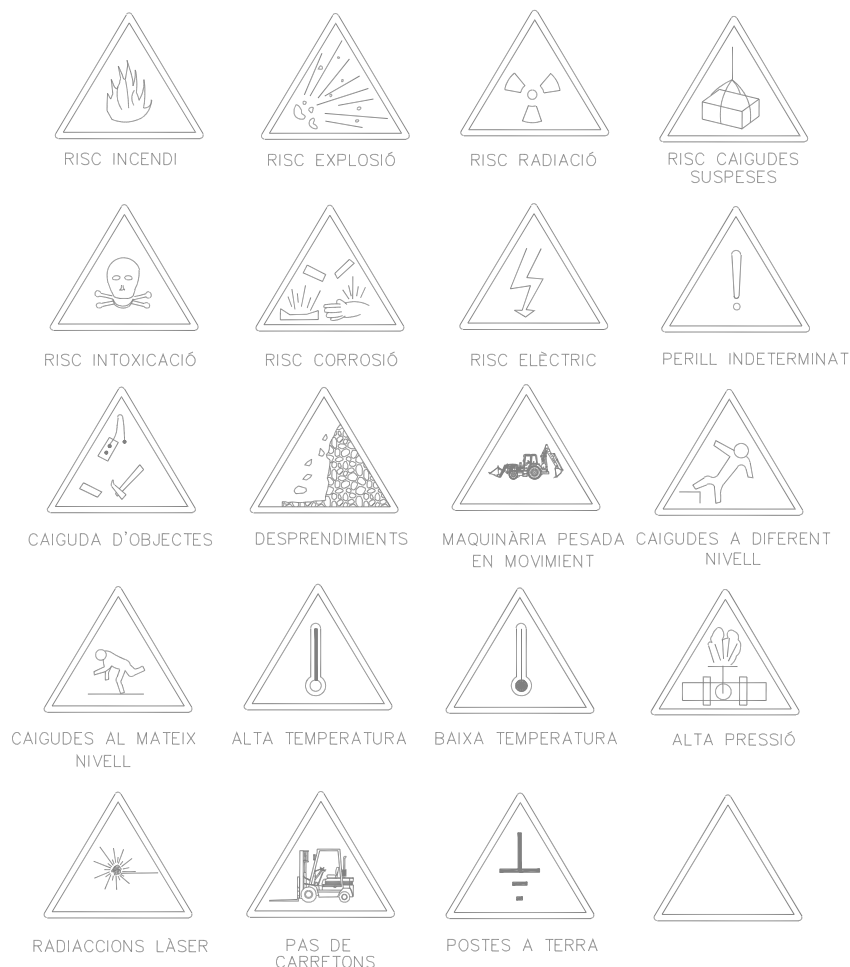 RISC INCENDI
RISC EXPLOSIÓ
RISC RADIACIÓ
RISC CAIGUDES
SUSPESES
RISC INTOXICACIÓ
RISC CORROSIÓ
RISC ELÈCTRIC
PERILL INDETERMINAT
CAIGUDA D'OBJECTES
DESPRENDIMIENTS
MAQUINÀRIA PESADA
EN MOVIMIENT
CAIGUDES A DIFERENT
NIVELL
CAIGUDES AL MATEIX
NIVELL
ALTA TEMPERATURA
BAIXA TEMPERATURA
ALTA PRESSIÓ
RADIACCIONS LÀSER
PAS DE
CARRETONS
POSTES A TERRA